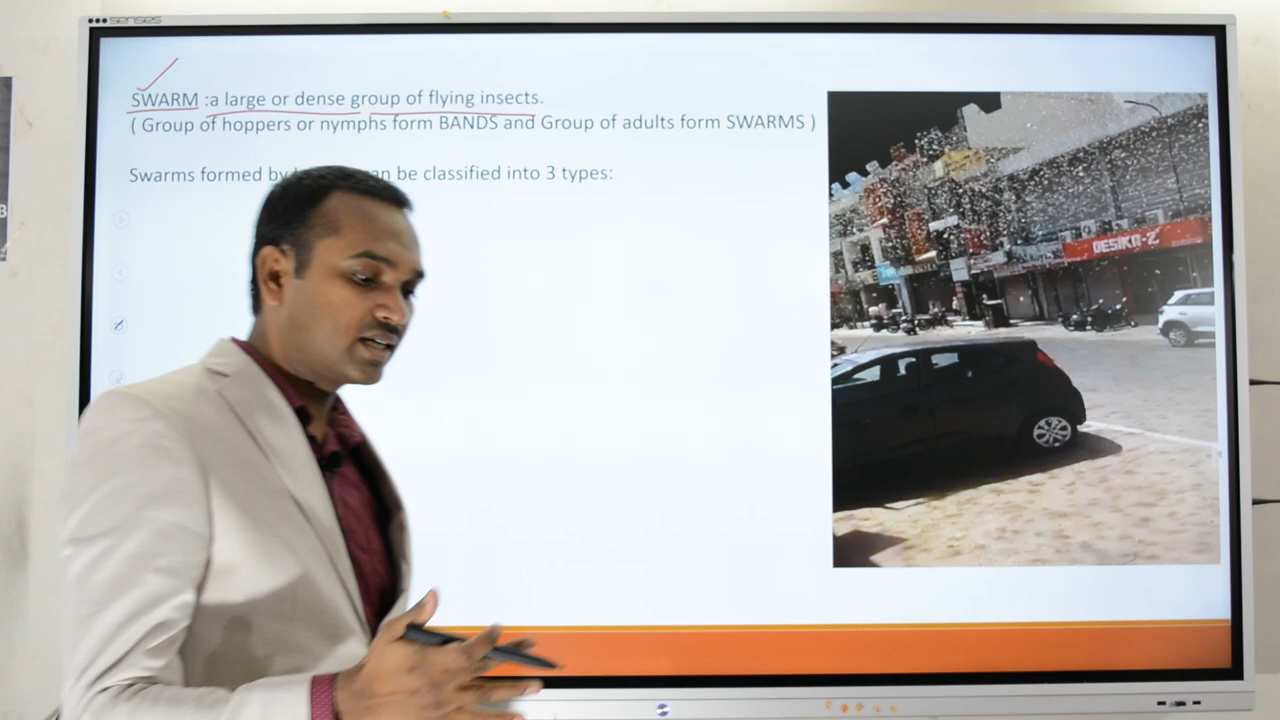 senses
SWARM :a large or dense group of flying insects.
( Group of hoppers or nymphs form BANDS and Group of adults form SWARMS )
Swarms formed by can be classified into 3 types:
DESIKA-Z
B